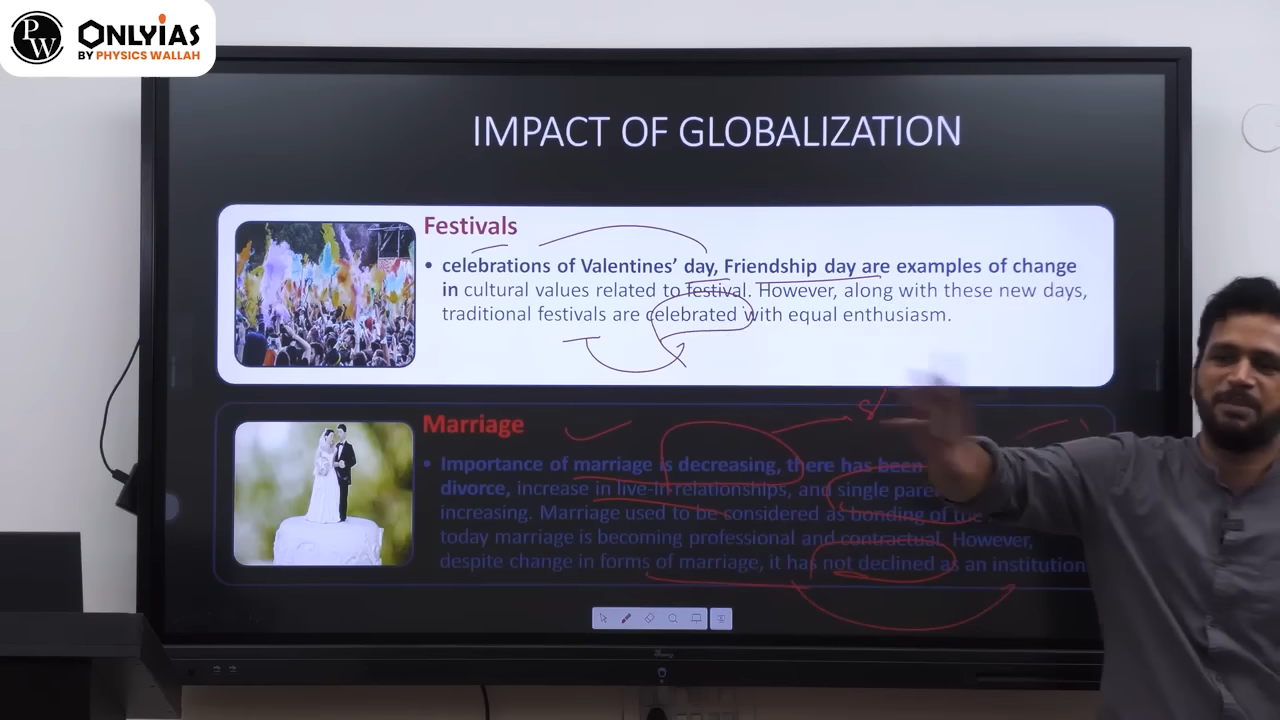 PW
ONLYIAS
BY PHYSICS WALLAH
IMPACT OF GLOBALIZATION
Festivals
• celebrations of Valentines' day, Friendship day are examples of change
in cultural values related to festival. However, along with these new days,
traditional festivals are celebrated with equal enthusiasm.
Marriage
• Importance of marriage is decreasing, there has been
divorce, increase in live-in relationships, and single
increasing. Marriage used to be considered as bonding of the
today marriage is becoming professional and contractual. However,
despite change in forms of marriage, it has not declined as an institution